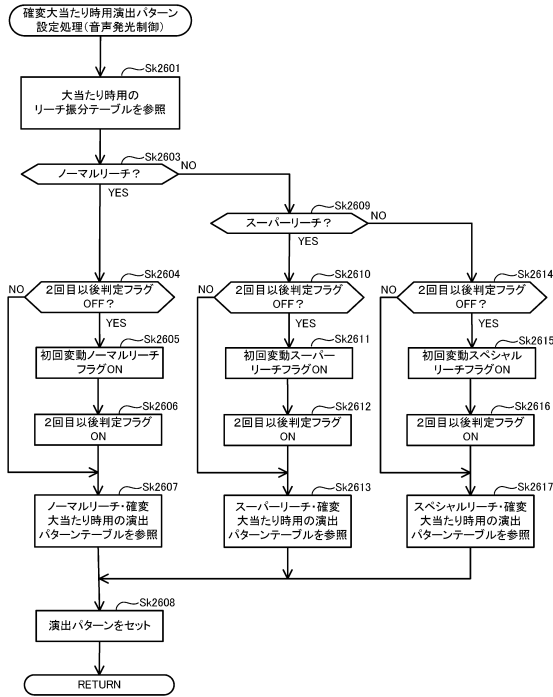 確変大当たり時用演出パターン
設定処理（音声発光制御）
Sk2601
大当たり時用の
リーチ振分テーブルを参照
Sk2603
ノーマルリーチ？
NO
YES
Sk2609
スーパーリーチ？
NO
YES
Sk2604
2回目以後判定フラグ
OFF？
NO
YES
Sk2610
2回目以後判定フラグ
OFF？
NO
YES
Sk2614
2回目以後判定フラグ
OFF？
NO
YES
Sk2605
初回変動ノーマルリーチ
フラグON
Sk2611
初回変動スーパー
リーチフラグON
Sk2615
初回変動スペシャル
リーチフラグON
Sk2606
2回目以後判定フラグ
ON
Sk2612
2回目以後判定フラグ
ON
Sk2616
2回目以後判定フラグ
ON
Sk2607
ノーマルリーチ・確変
大当たり時用の演出
パターンテーブルを参照
Sk2613
スーパーリーチ・確変
大当たり時用の演出
パターンテーブルを参照
Sk2617
スペシャルリーチ・確変
大当たり時用の演出
パターンテーブルを参照
Sk2608
演出パターンをセット
RETURN